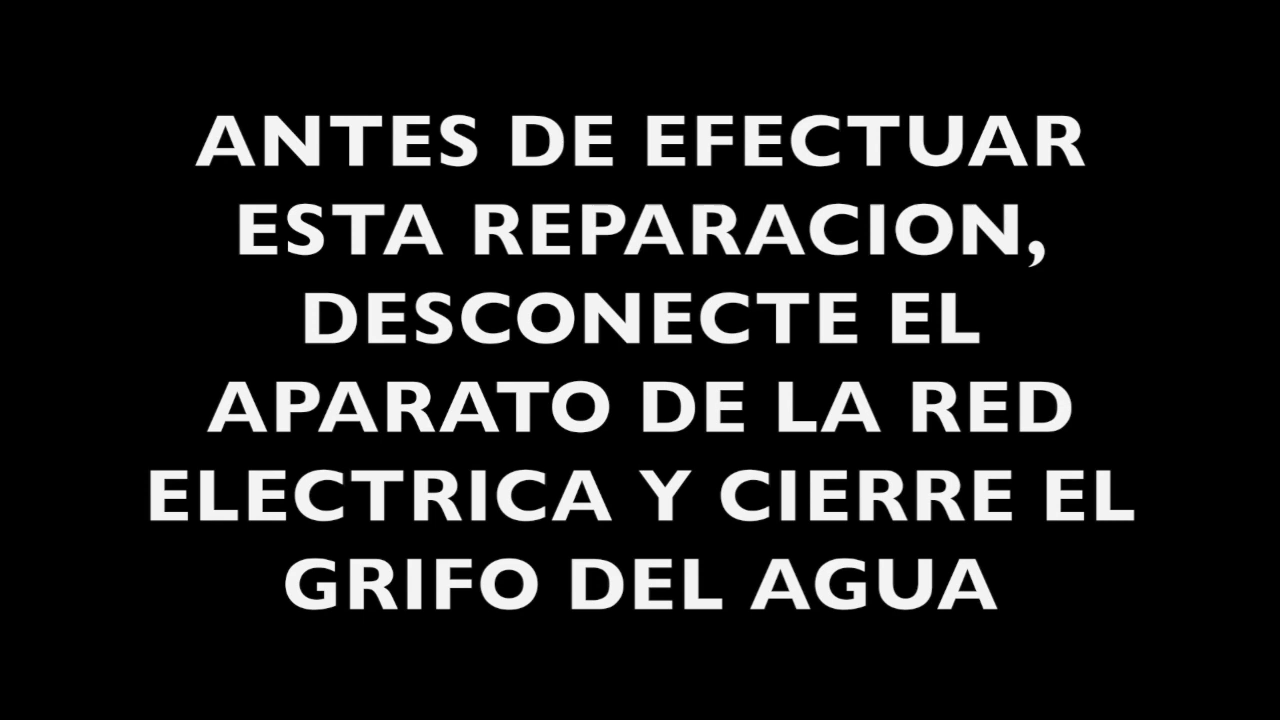 ANTES DE EFECTUAR
ESTA REPARACION,
DESCONECTE EL
APARATO DE LA RED
ELECTRICA Y CIERRE EL
GRIFO DEL AGUA